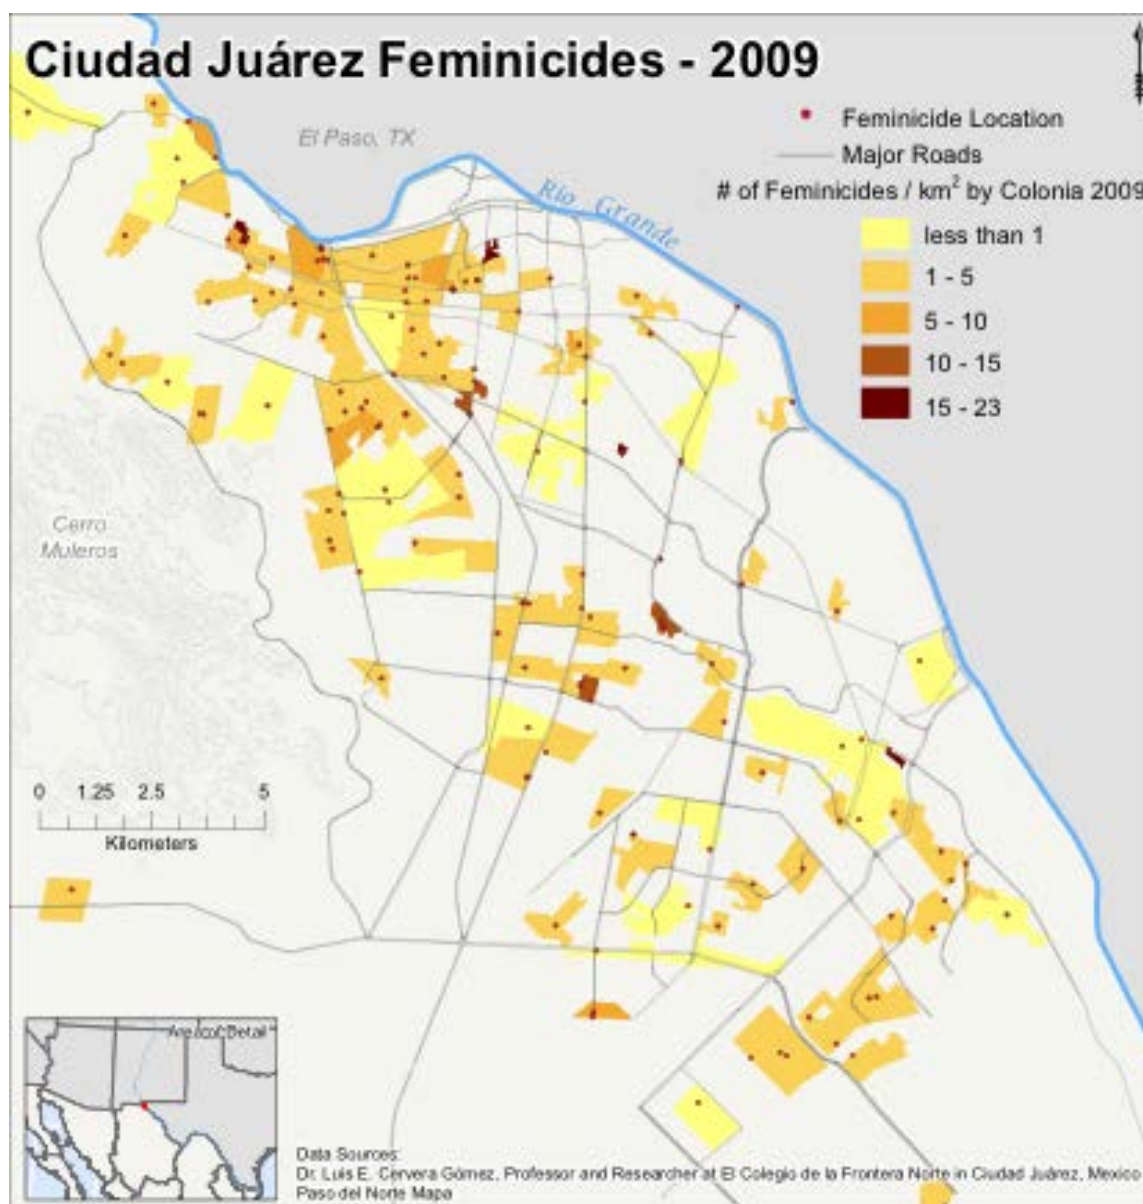 Ciudad Juárez Feminicides - 2009
El Paso, TX
Feminicide Location
Major Roads
# of Feminicides / km² by Colonia 2009
Río Grande
less than 1
1 - 5
5 - 10
10 - 15
15 - 23
Cerro
Muleros
0 1.25 2.5 5
Kilometers
Area of Detail
Data Sources:
Dr. Luis E. Cervera Gómez, Professor and Researcher at El Colegio de la Frontera Norte in Ciudad Juárez, Mexico
Paso del Norte Mapa